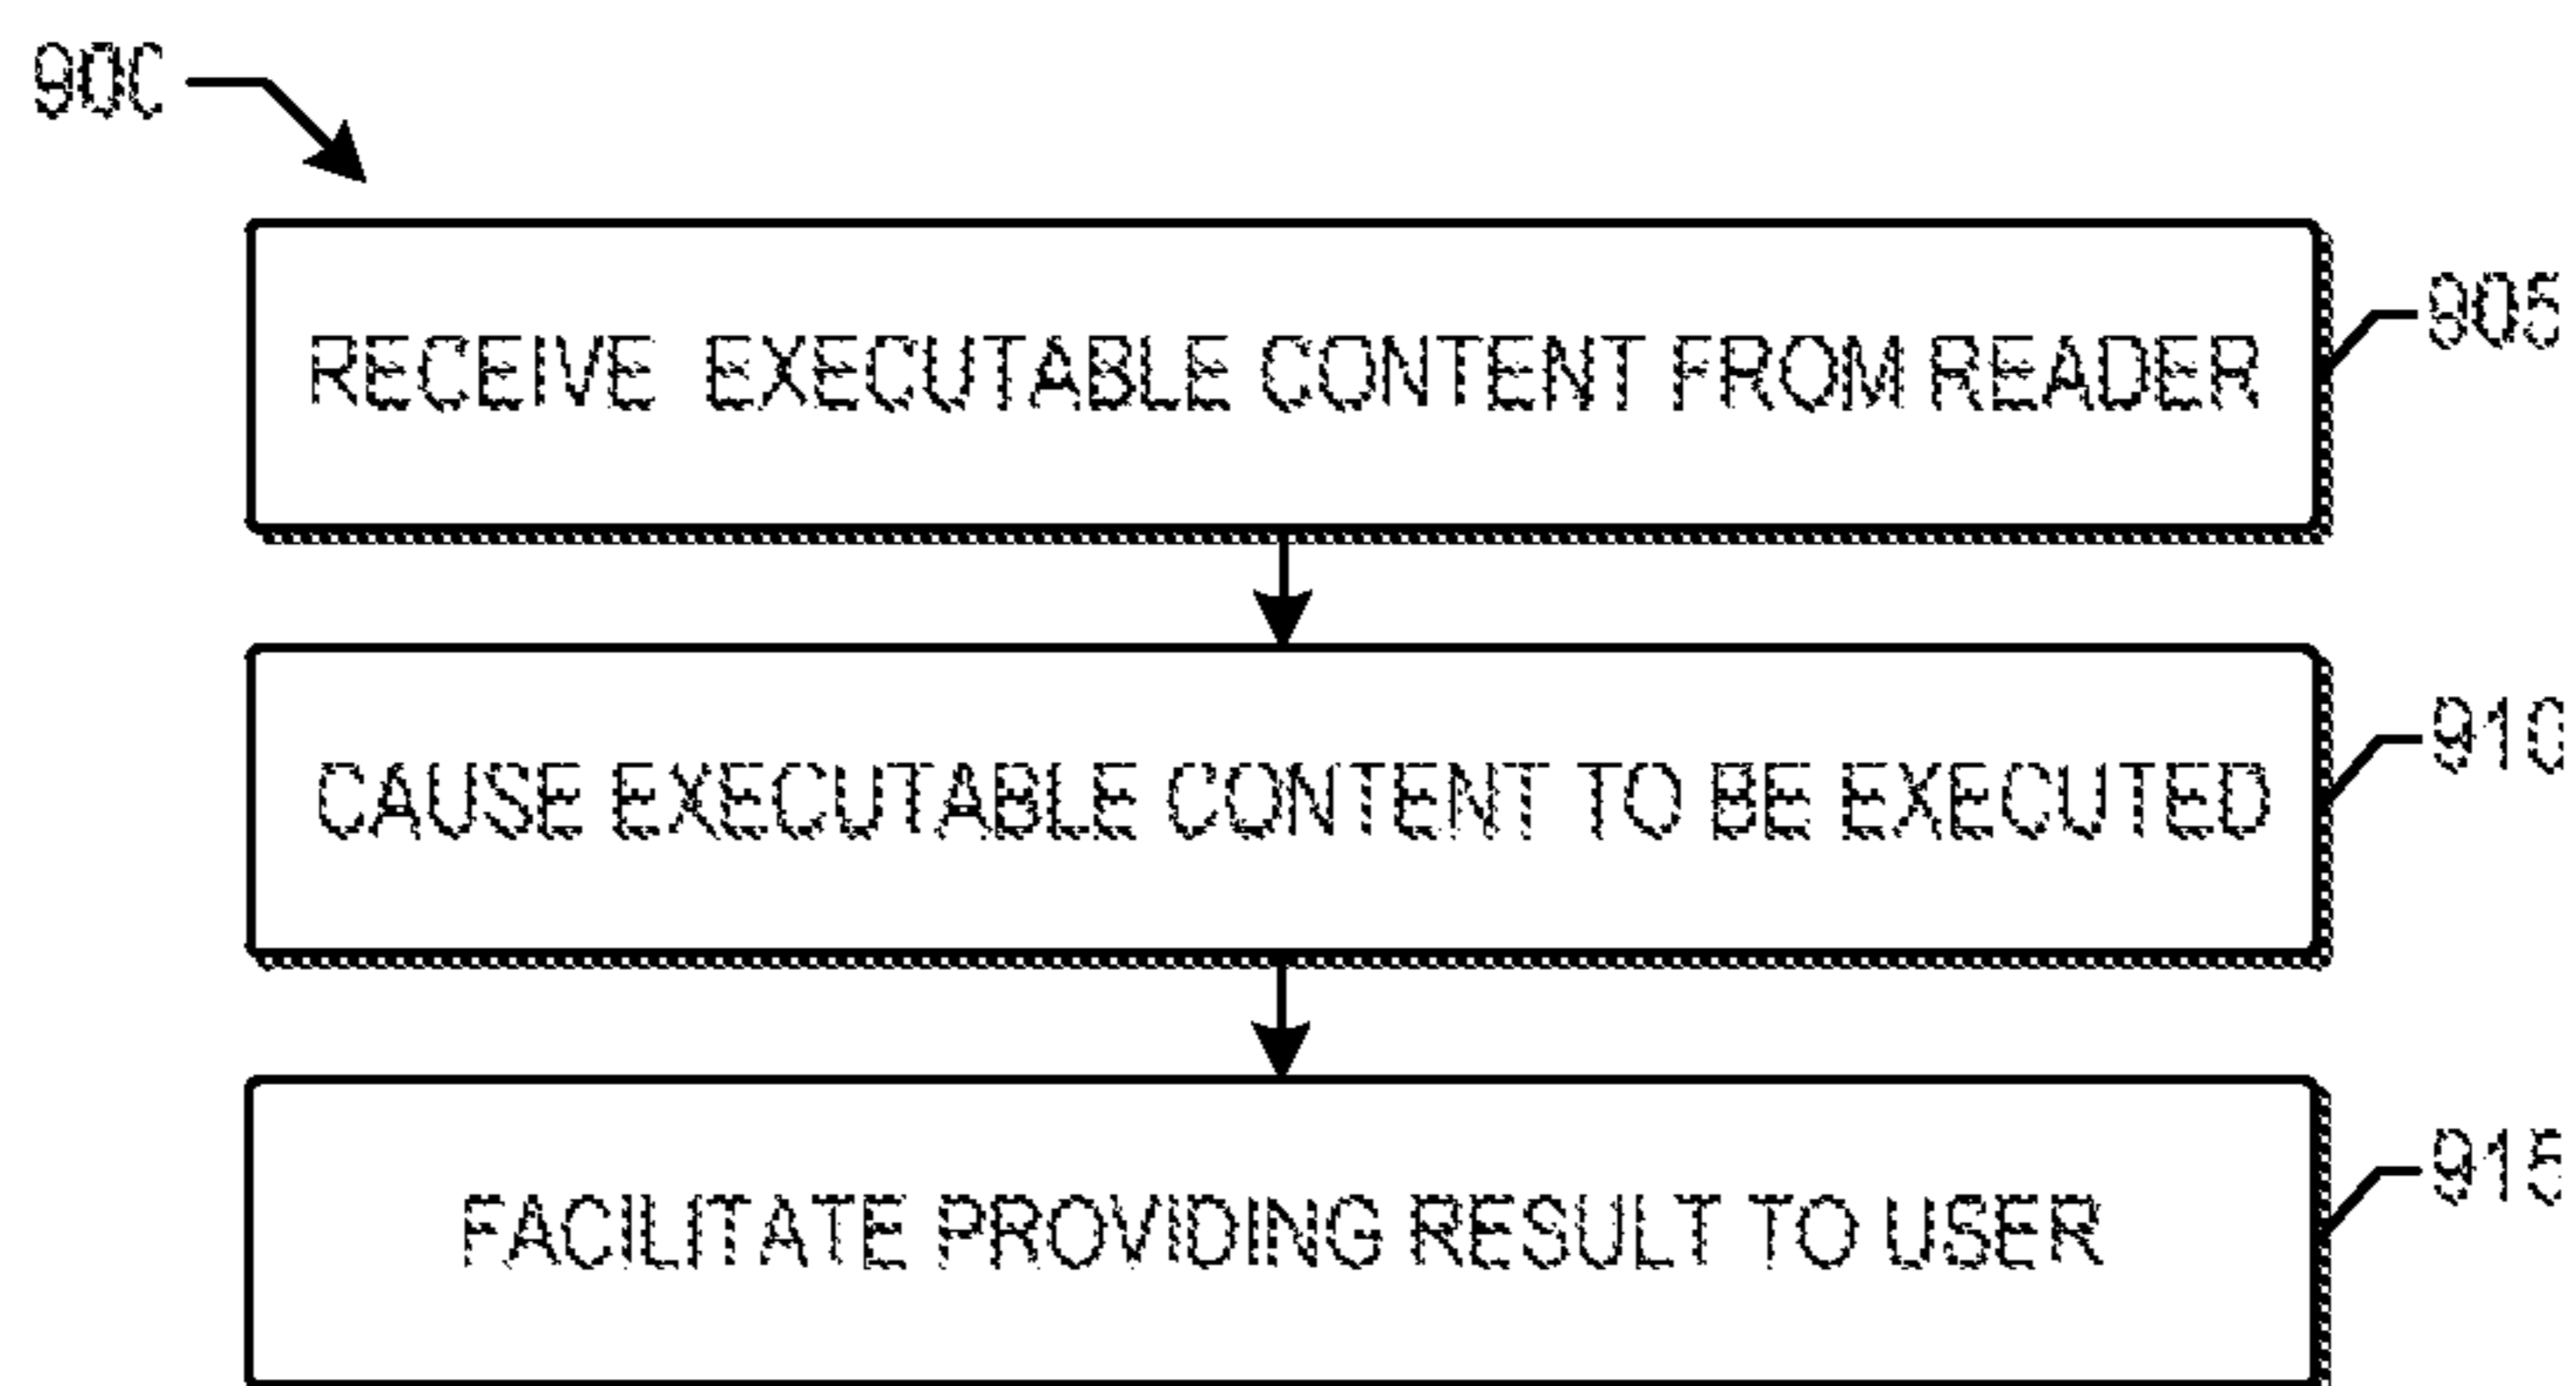 900
RECEIVE EXECUTABLE CONTENT FROM READER
905
CAUSE EXECUTABLE CONTENT TO BE EXECUTED
910
FACILITATE PROVIDING RESULT TO USER
915